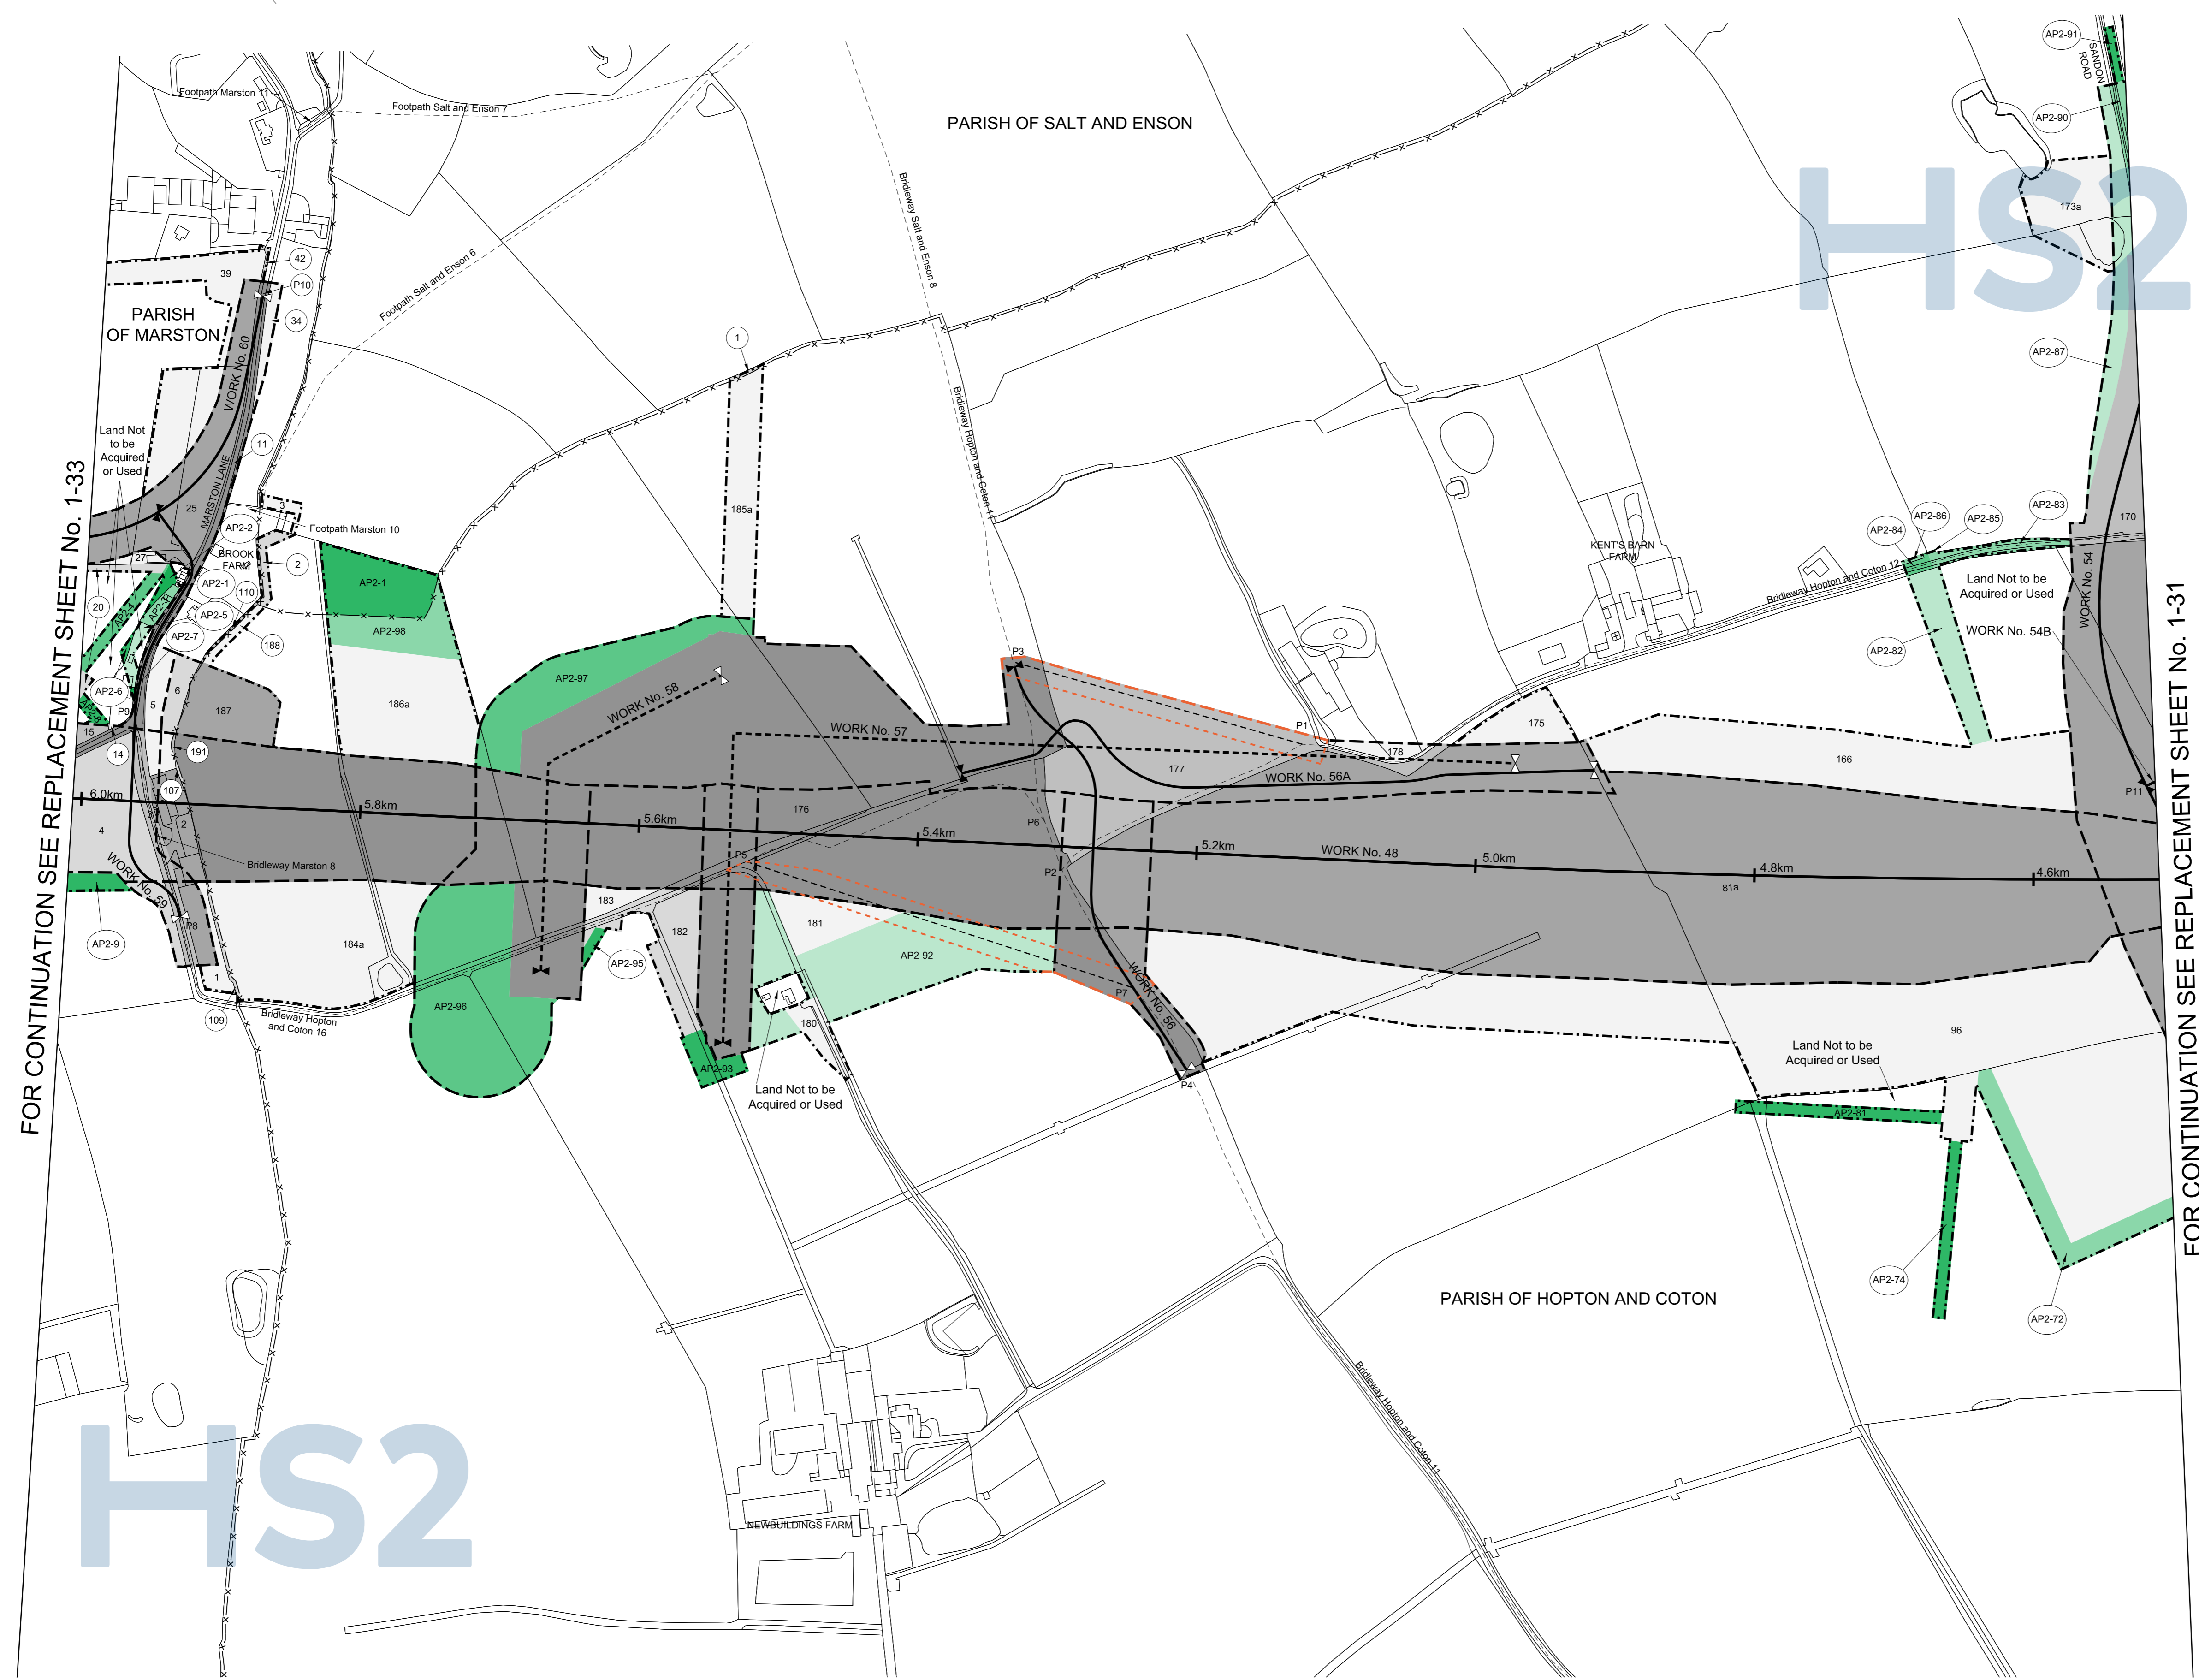 AP2-91
SANDON
ROAD
Footpath Marston 11
Footpath Salt and Enson 7
PARISH OF SALT AND ENSON
AP2-90
HS2
173a
Bridleway Salt and Enson 8
Footpath Salt and Enson 6
42
39
P10
PARISH
OF MARSTON
34
1
AP2-87
WORK No. 60
Land Not
to be
Acquired
or Used
11
Bridleway Hopton and Coton 11
MARSTON LANE
25
3
185a
AP2-2
Footpath Marston 10
AP2-86
AP2-85
AP2-83
AP2-84
170
KENT'S BARN
FARM
27
BROOK
FARM
2
AP2-1
AP2-1
110
Bridleway Hopton and Coton 12
Land Not to be
Acquired or Used
WORK No. 54
20
AP2-4
AP2-3
AP2-5
AP2-7
AP2-98
188
WORK No. 54B
AP2-82
P3
AP2-6
6
187
AP2-97
WORK No. 58
186a
AP2-8
P9
5
P1
175
15
WORK No. 57
14
191
178
166
177
WORK No. 56A
107
P11
6.0km
5.8km
176
5.6km
5.4km
P6
5.2km
WORK No. 48
5.0km
4.8km
4.6km
4
3
2
Bridleway Marston 8
P5
P2
81a
WORK No. 59
183
AP2-9
P8
184a
182
181
AP2-95
AP2-92
1
P7
WORK No. 56
109
Bridleway Hopton
and Coton 16
AP2-96
180
96
AP2-93
P4
Land Not to be
Acquired or Used
Land Not to be
Acquired or Used
AP2-81
AP2-74
AP2-72
PARISH OF HOPTON AND COTON
Bridleway Hopton and Coton 11
HS2
NEWBUILDINGS FARM
FOR CONTINUATION SEE REPLACEMENT SHEET No. 1-33
FOR CONTINUATION SEE REPLACEMENT SHEET No. 1-31